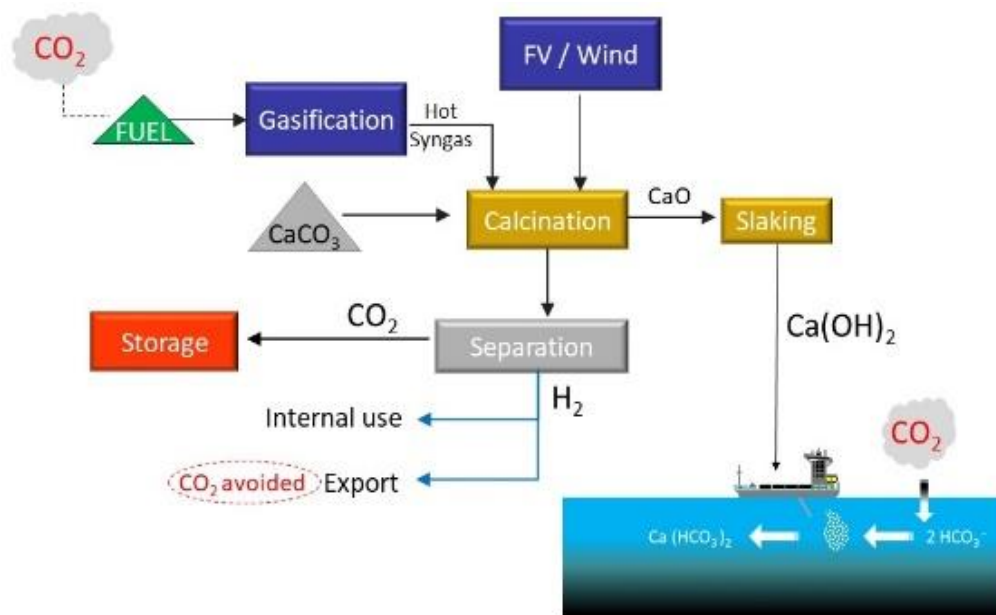 CO₂
FUEL
Gasification
Hot
Syngas
FV / Wind
CaCO₃
Calcination
CaO
Slaking
Storage
CO₂
Separation
Ca(OH)₂
H₂
Internal use
CO₂ avoided
Export
CO₂
Ca (HCO₃)₂
2 HCO₃⁻